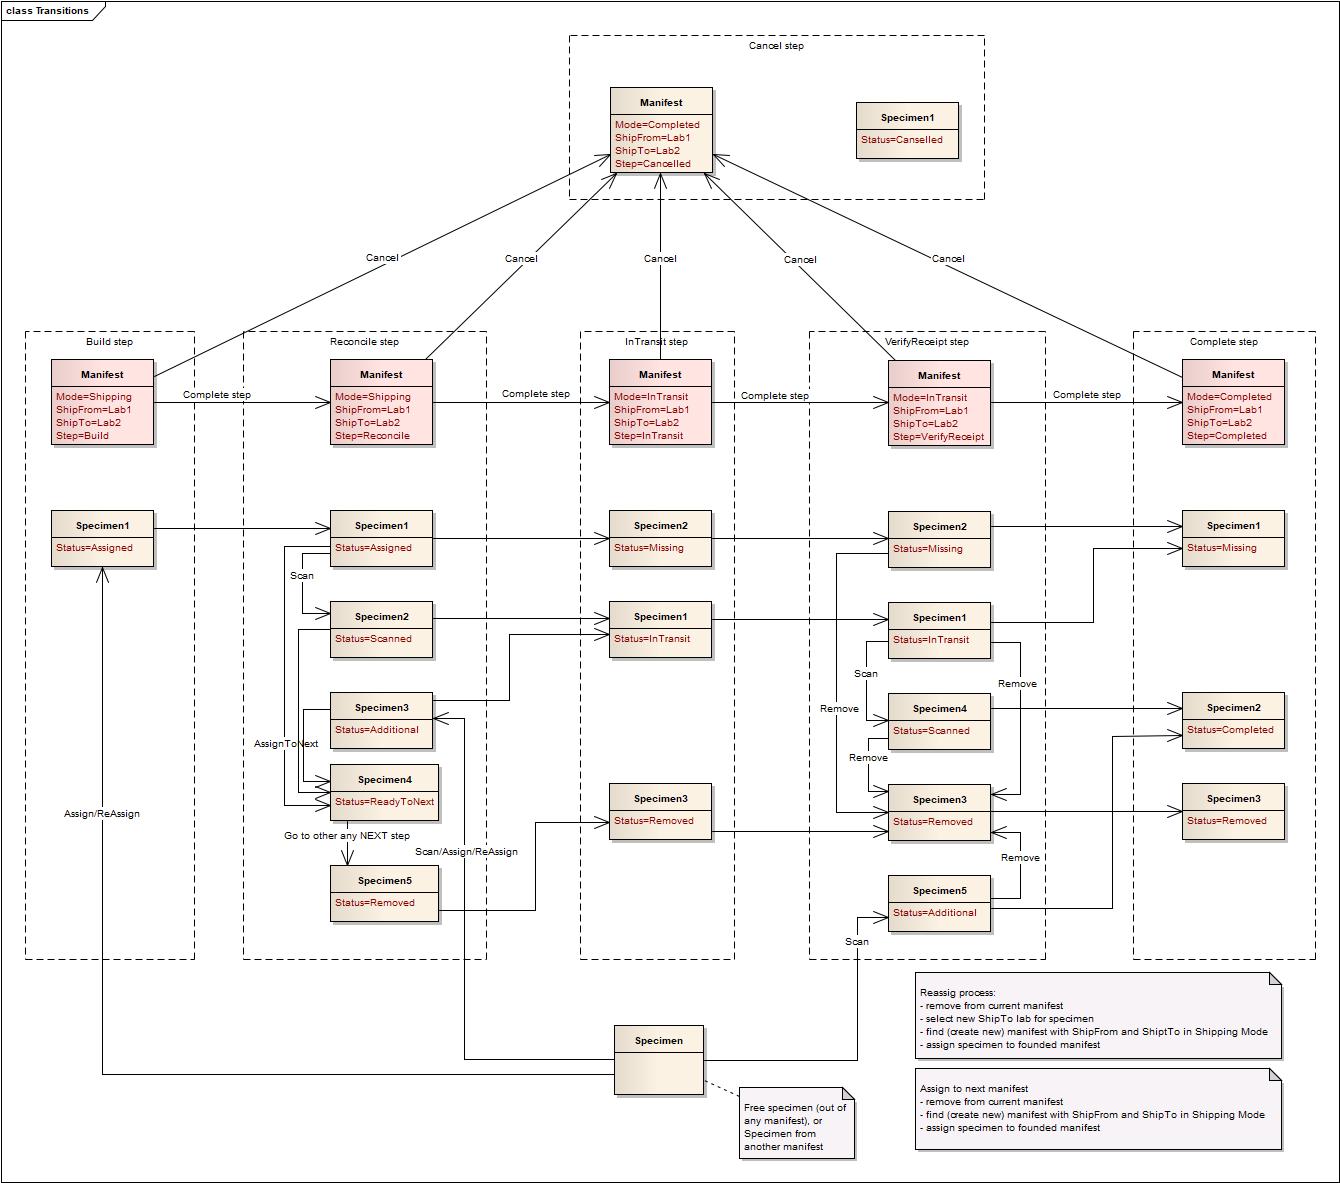 class Transitions
Cancel step
Manifest
Mode=Completed
ShipFrom=Lab1
ShipTo=Lab2
Step=Cancelled
Specimen1
Status=Canselled
Cancel
Cancel
Cancel
Cancel
Cancel
Build step
Manifest
Mode=Shipping
ShipFrom=Lab1
ShipTo=Lab2
Step=Build
Complete step
Reconcile step
Manifest
Mode=Shipping
ShipFrom=Lab1
ShipTo=Lab2
Step=Reconcile
Complete step
InTransit step
Manifest
Mode=InTransit
ShipFrom=Lab1
ShipTo=Lab2
Step=InTransit
Complete step
VerifyReceipt step
Manifest
Mode=InTransit
ShipFrom=Lab1
ShipTo=Lab2
Step=VerifyReceipt
Complete step
Complete step
Manifest
Mode=Completed
ShipFrom=Lab1
ShipTo=Lab2
Step=Completed
Specimen1
Status=Assigned
Assign/ReAssign
Specimen1
Status=Assigned
Scan
Specimen2
Status=Scanned
Specimen3
Status=Additional
AssignToNext
Specimen4
Status=ReadyToNext
Go to other any NEXT step
Scan/Assign/ReAssign
Specimen5
Status=Removed
Specimen2
Status=Missing
Specimen1
Status=InTransit
Specimen3
Status=Removed
Specimen2
Status=Missing
Specimen1
Status=InTransit
Scan
Remove
Remove
Specimen4
Status=Scanned
Remove
Specimen3
Status=Removed
Remove
Specimen5
Status=Additional
Scan
Specimen1
Status=Missing
Specimen2
Status=Completed
Specimen3
Status=Removed
Specimen
Free specimen (out of
any manifest), or
Specimen from
another manifest
Reassig process:
- remove from current manifest
- select new ShipTo lab for specimen
- find (create new) manifest with ShipFrom and ShiptTo in Shipping Mode
- assign specimen to founded manifest
Assign to next manifest
- remove from current manifest
- find (create new) manifest with ShipFrom and ShipTo in Shipping Mode
- assign specimen to founded manifest